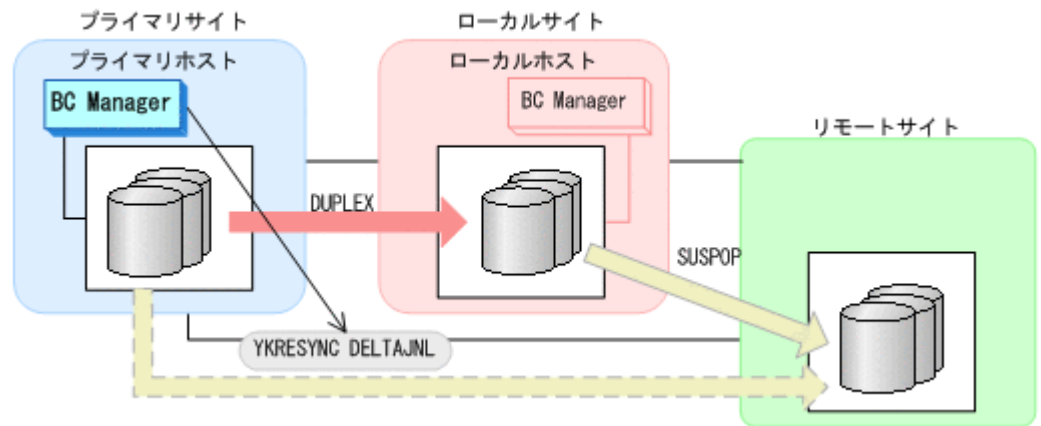 プライマリサイト
ローカルサイト
プライマリホスト
ローカルホスト
BC Manager
BC Manager
リモートサイト
DUPLEX
SUSPOP
YKRESYNC DELTAJNL